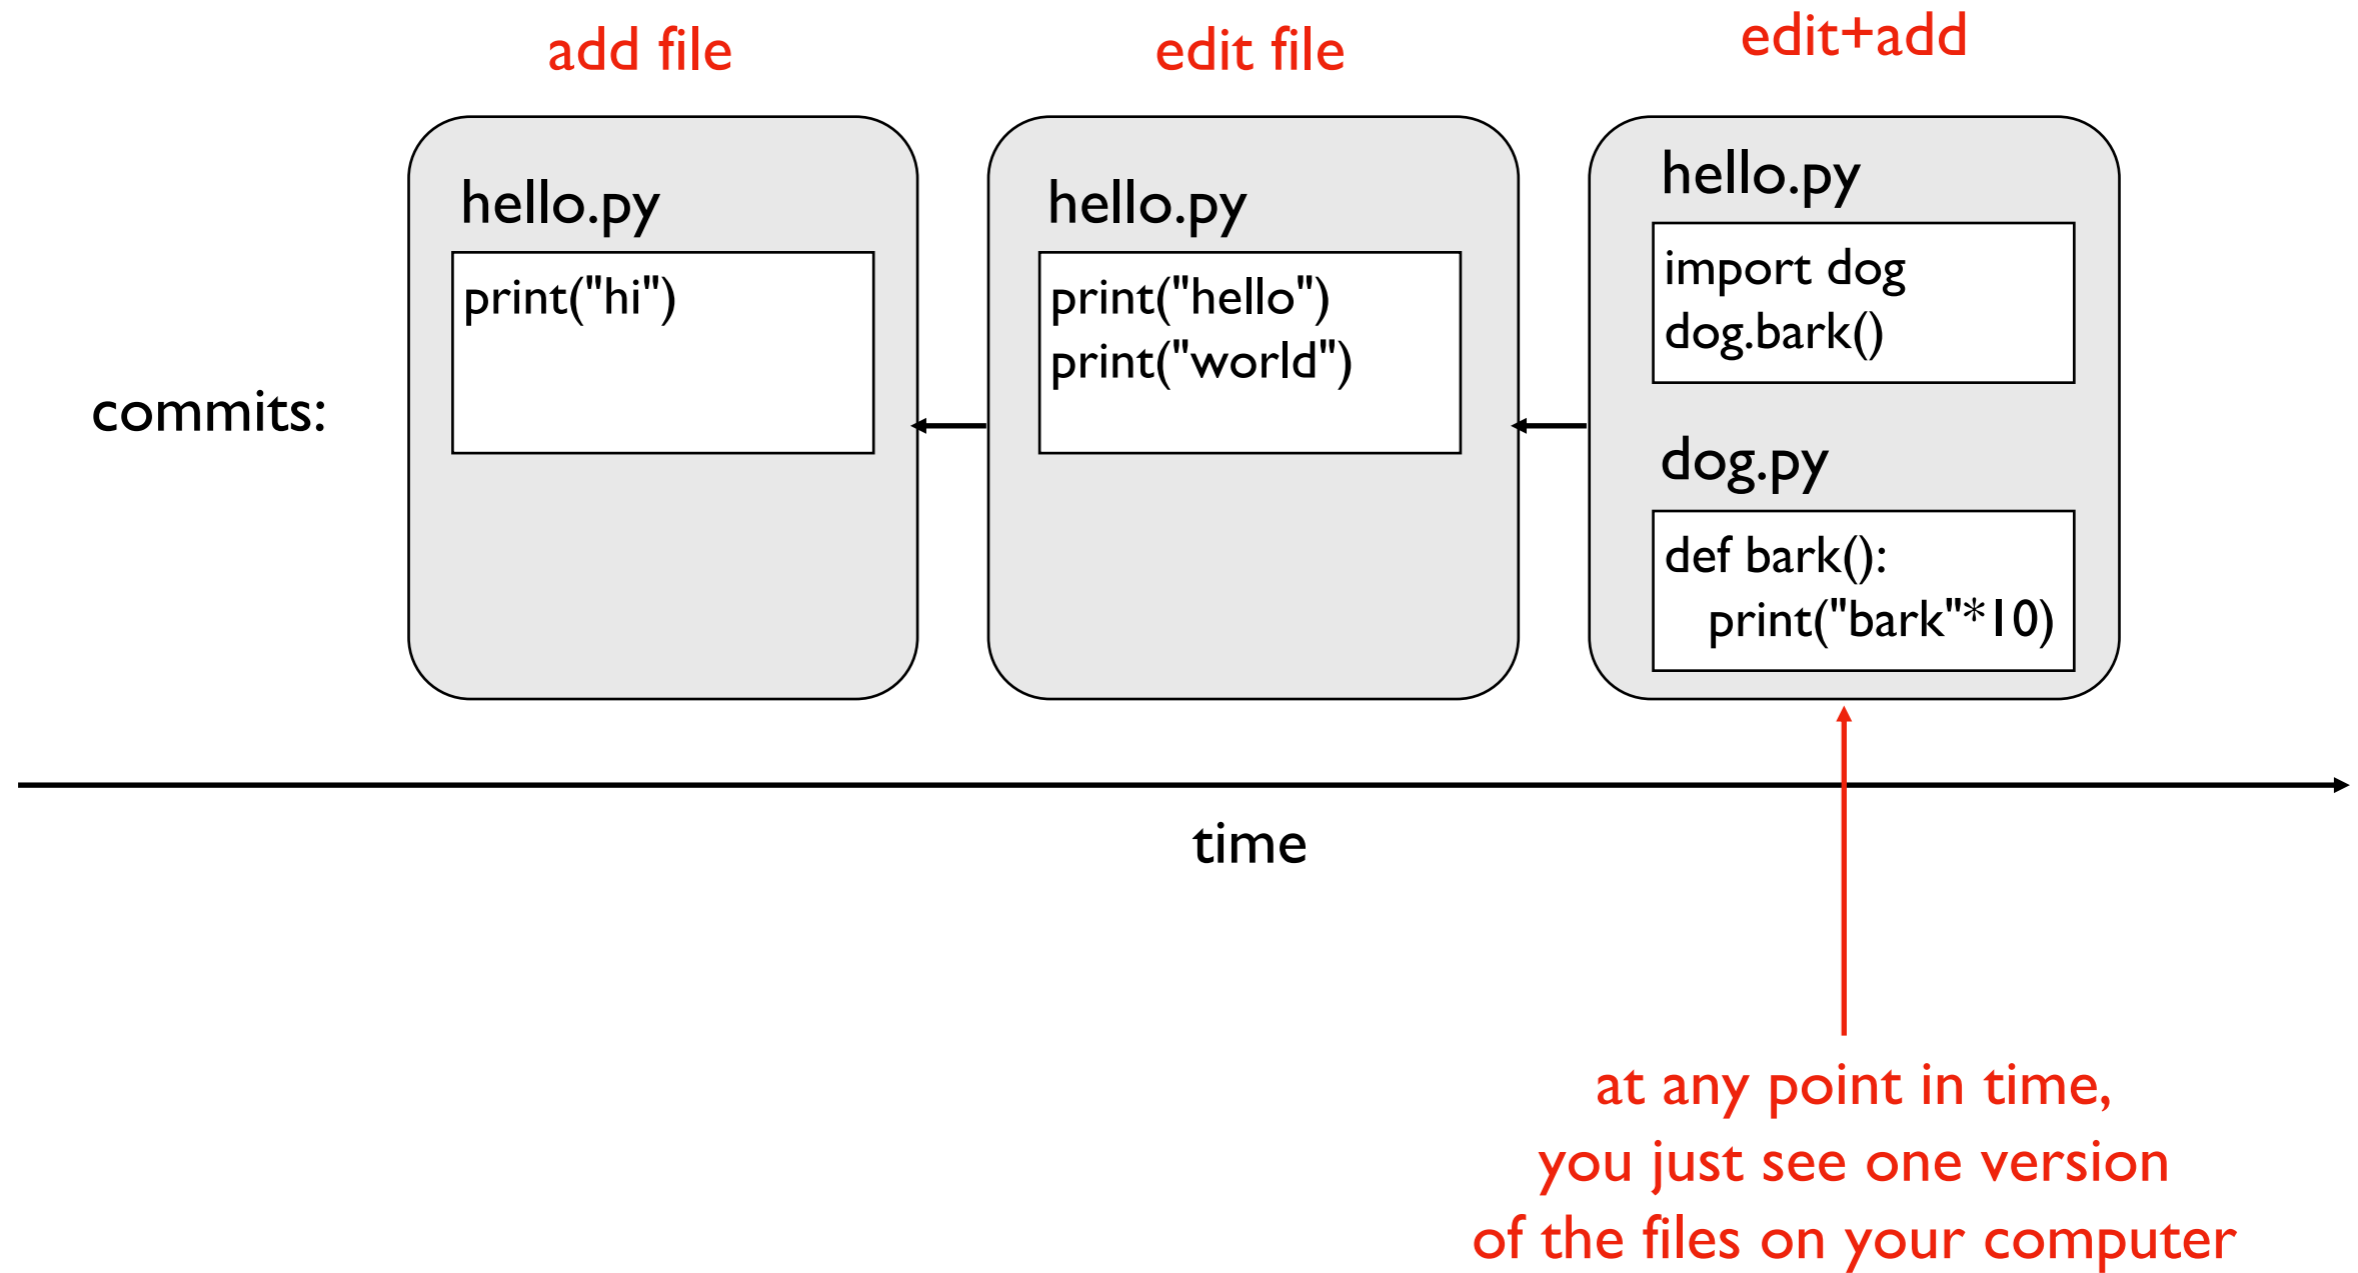 add file
edit file
edit+add
commits:
hello.py
print("hi")
hello.py
print("hello")
print("world")
hello.py
import dog
dog.bark()
dog.py
def bark():
print("bark"*10)
time
at any point in time,
you just see one version
of the files on your computer